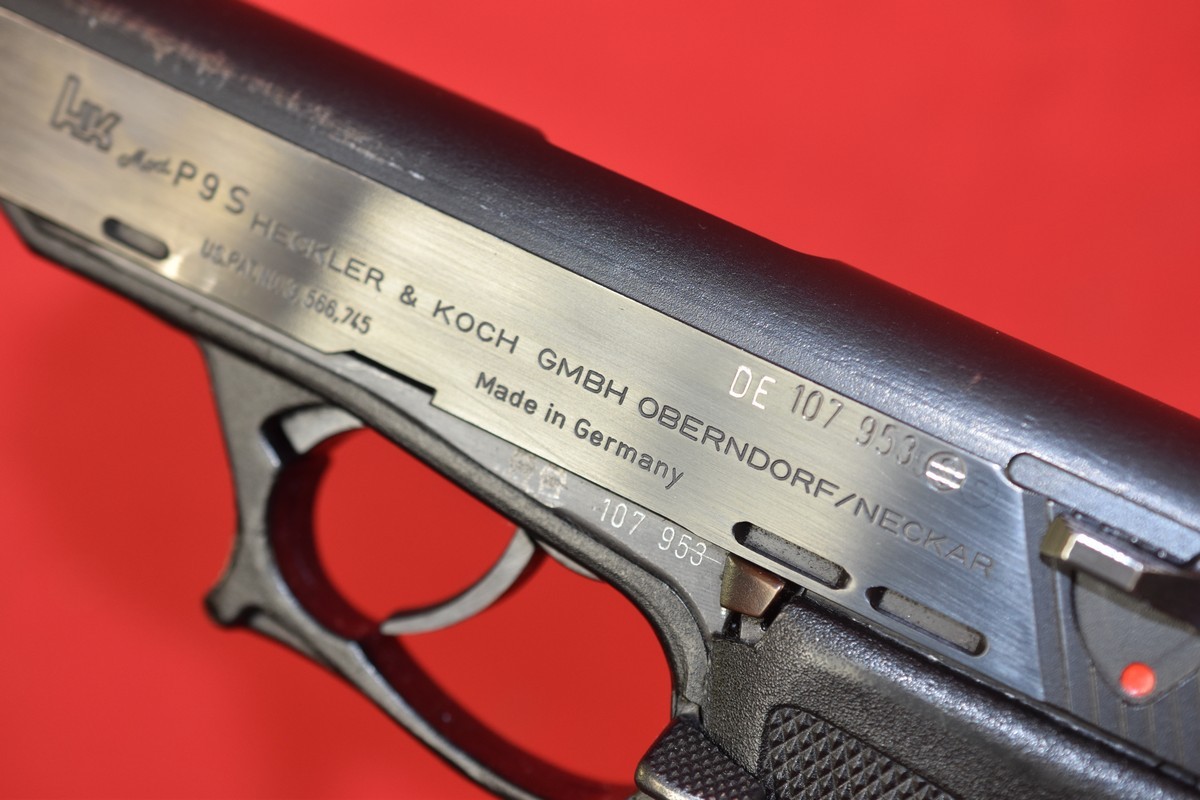 HK Mod. P9S HECKLER & KOCH GMBH OBERNDORF/NECKAR
U.S. PAT. NO. 3,566,745
Made in Germany
DE 107 953
107 953